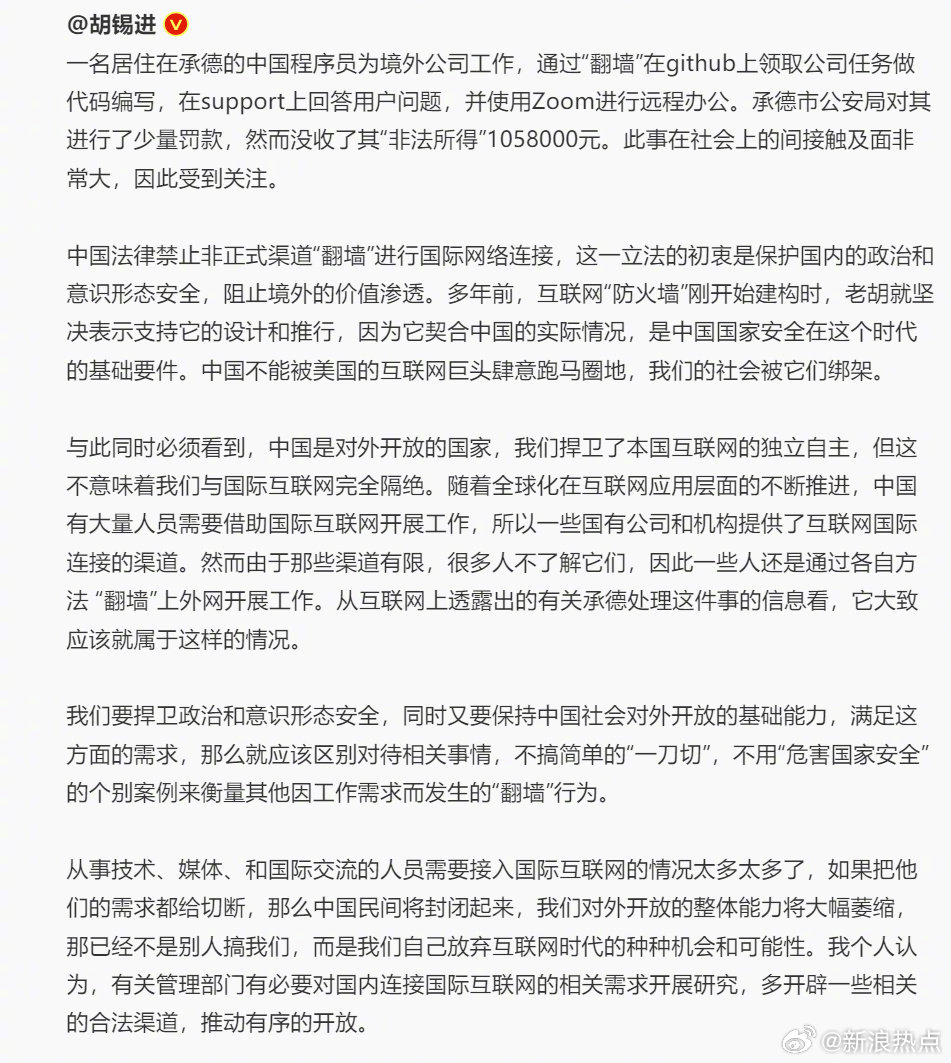 @胡锡进
一名居住在承德的中国程序员为境外公司工作，通过“翻墙”在github上领取公司任务做
代码编写，在support上回答用户问题，并使用Zoom进行远程办公。承德市公安局对其
进行了少量罚款，然而没收了其“非法所得”1058000元。此事在社会上的间接触及面非
常大，因此受到关注。
中国法律禁止非正式渠道“翻墙”进行国际网络连接，这一立法的初衷是保护国内的政治和
意识形态安全，阻止境外的价值渗透。多年前，互联网“防火墙”刚开始建构时，老胡就坚
决表示支持它的设计和推行，因为它契合中国的实际情况，是中国国家安全在这个时代
的基础要件。中国不能被美国的互联网巨头肆意跑马圈地，我们的社会被它们绑架。
与此同时必须看到，中国是对外开放的国家，我们捍卫了本国互联网的独立自主，但这
不意味着我们与国际互联网完全隔绝。随着全球化在互联网应用层面的不断推进，中国
有大量人员需要借助国际互联网开展工作，所以一些国有公司和机构提供了互联网国际
连接的渠道。然而由于那些渠道有限，很多人不了解它们，因此一些人还是通过各自方
法 “翻墙”上外网开展工作。从互联网上透露出的有关承德处理这件事的信息看，它大致
应该就属于这样的情况。
我们要捍卫政治和意识形态安全，同时又要保持中国社会对外开放的基础能力，满足这
方面的需求，那么就应该区别对待相关事情，不搞简单的“一刀切”，不用“危害国家安全”
的个别案例来衡量其他因工作需求而发生的“翻墙”行为。
从事技术、媒体、和国际交流的人员需要接入国际互联网的情况太多太多了，如果把他
们的需求都给切断，那么中国民间将封闭起来，我们对外开放的整体能力将大幅萎缩，
那已经不是别人搞我们，而是我们自己放弃互联网时代的种种机会和可能性。我个人认
为，有关管理部门有必要对国内连接国际互联网的相关需求开展研究，多开辟一些相关
的合法渠道，推动有序的开放。
@新浪热点